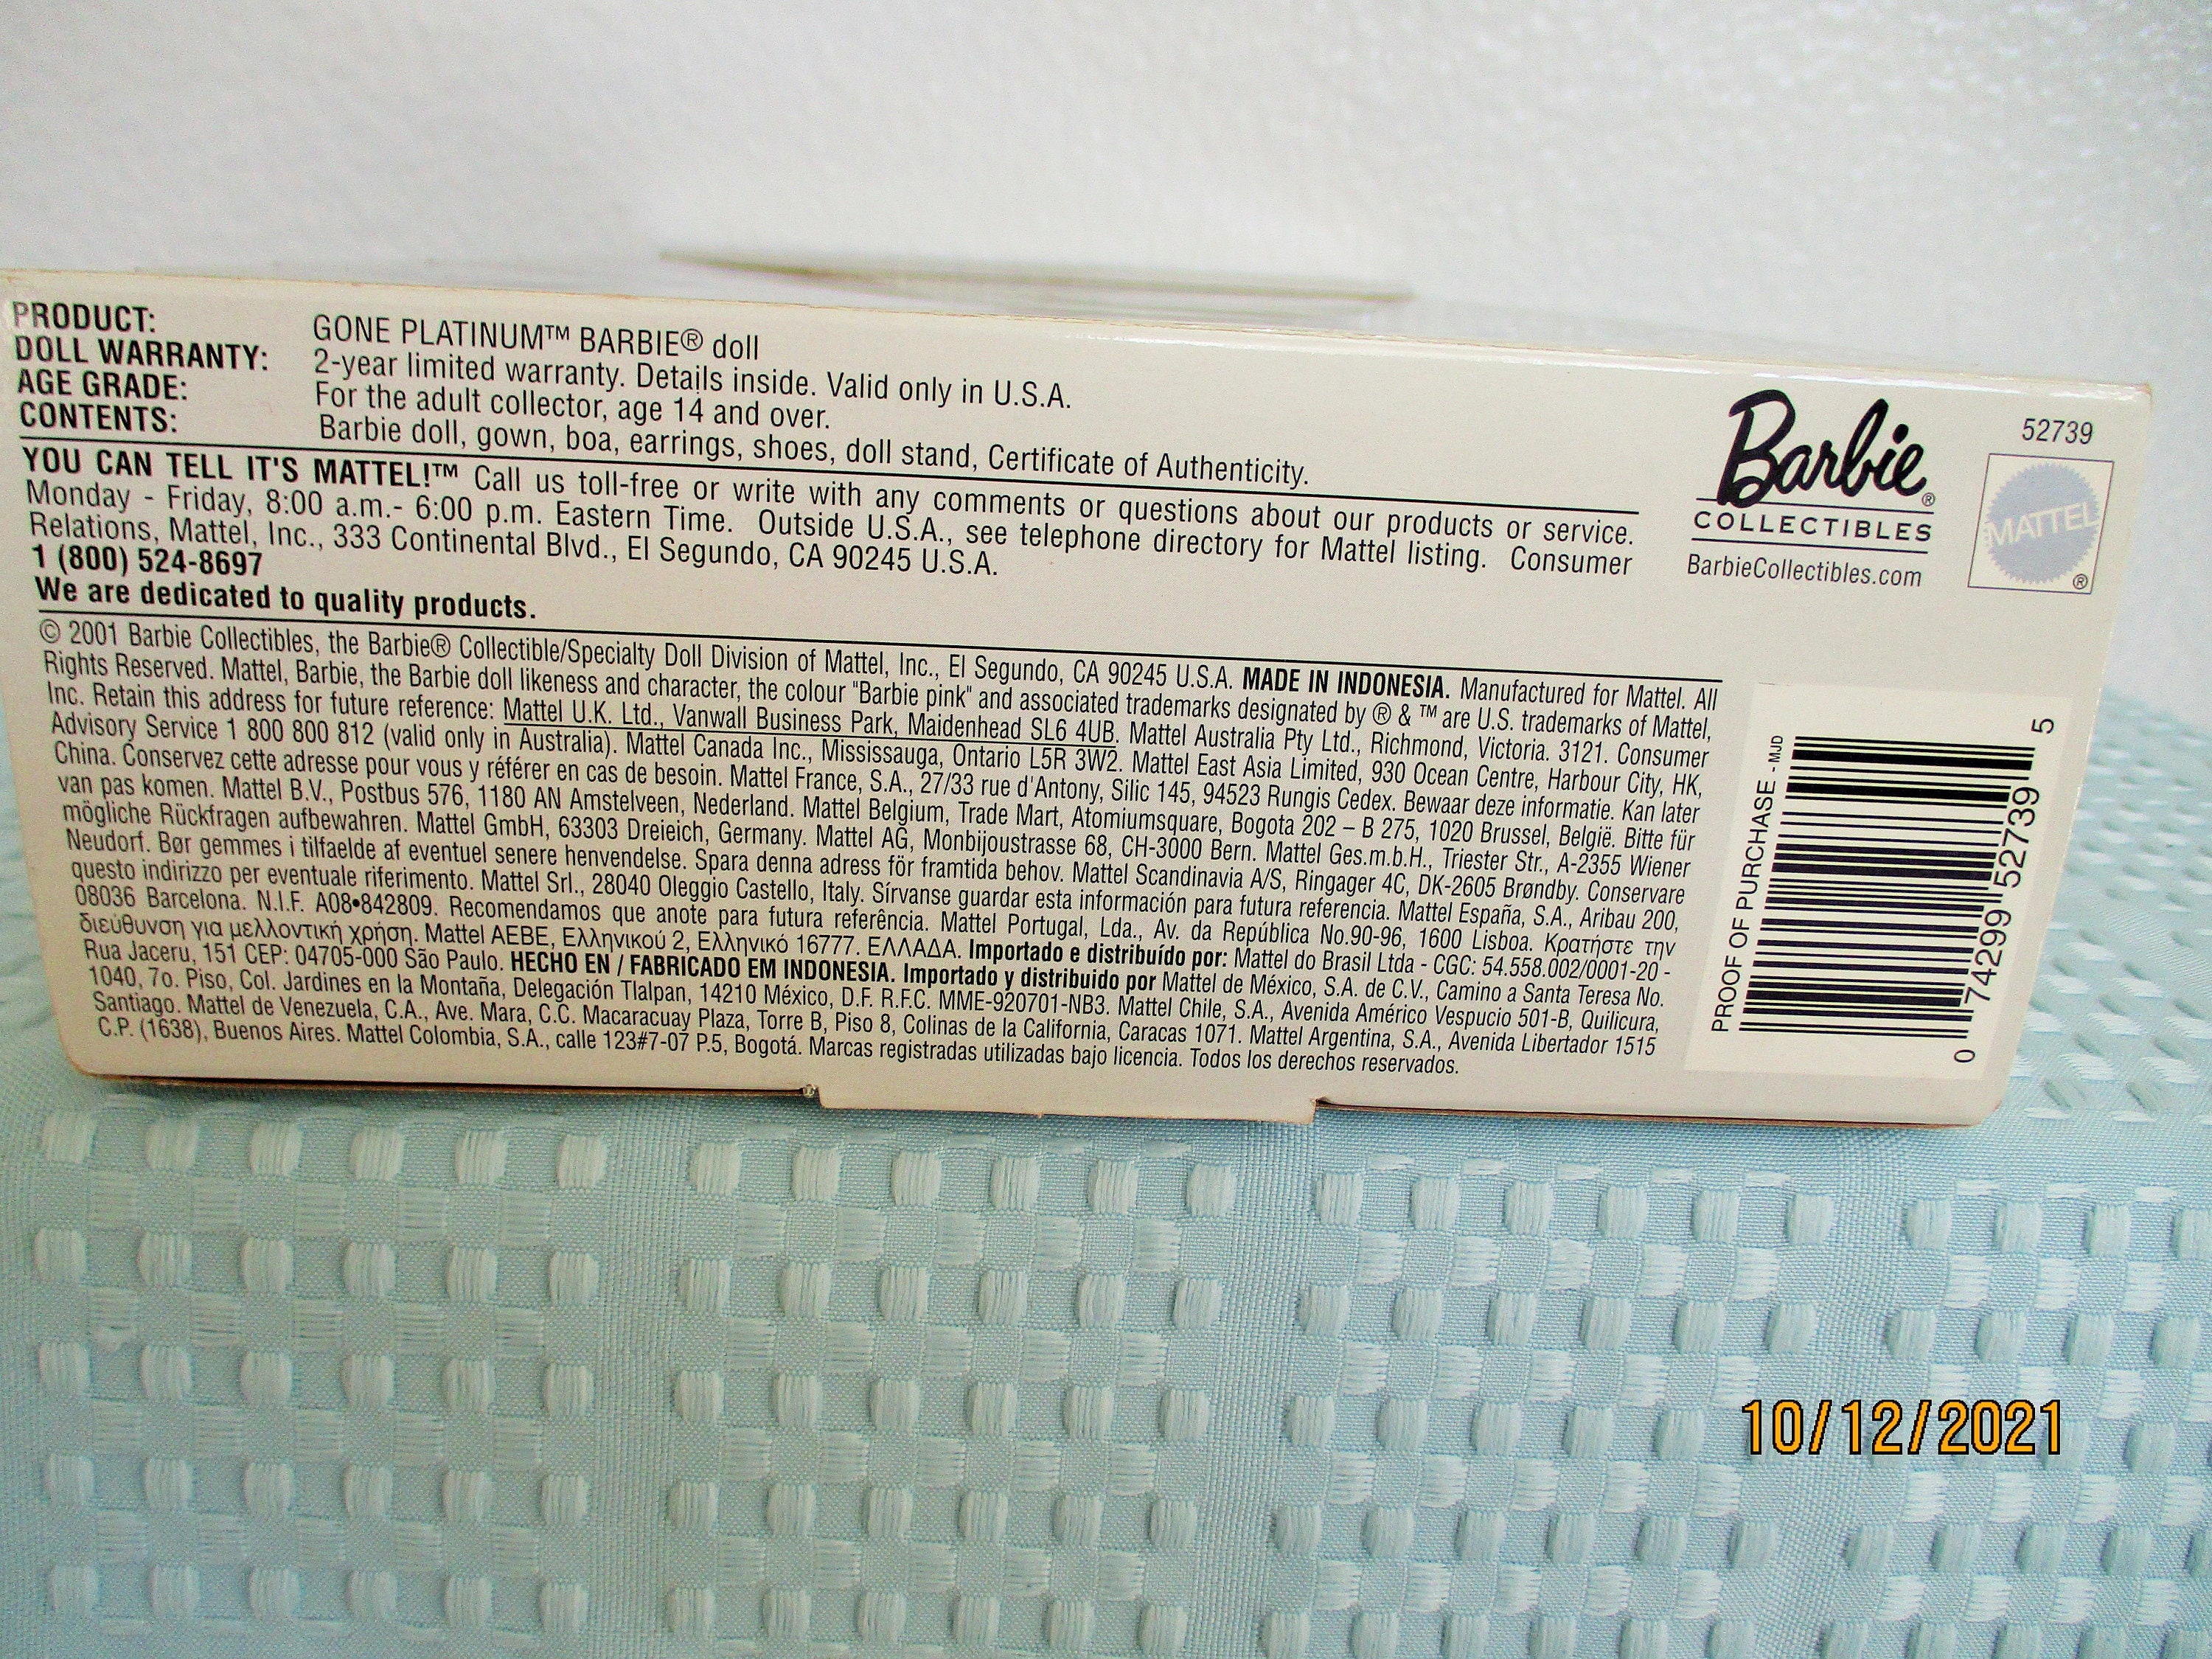 PRODUCT: GONE PLATINUM™ BARBIE® doll
DOLL WARRANTY: 2-year limited warranty. Details inside. Valid only in U.S.A.
AGE GRADE: For the adult collector, age 14 and over.
CONTENTS: Barbie doll, gown, boa, earrings, shoes, doll stand, Certificate of Authenticity.
YOU CAN TELL IT'S MATTEL!™ Call us toll-free or write with any comments or questions about our products or service.
Monday - Friday, 8:00 a.m.- 6:00 p.m. Eastern Time. Outside U.S.A., see telephone directory for Mattel listing. Consumer
Relations, Mattel, Inc., 333 Continental Blvd., El Segundo, CA 90245 U.S.A.
1 (800) 524-8697
We are dedicated to quality products.
© 2001 Barbie Collectibles, the Barbie® Collectible/Specialty Doll Division of Mattel, Inc., El Segundo, CA 90245 U.S.A. MADE IN INDONESIA. Manufactured for Mattel. All
Rights Reserved. Mattel, Barbie, the Barbie doll likeness and character, the colour "Barbie pink" and associated trademarks designated by ® & ™ are U.S. trademarks of Mattel,
Inc. Retain this address for future reference: Mattel U.K. Ltd., Vanwall Business Park, Maidenhead SL6 4UB. Mattel Australia Pty Ltd., Richmond, Victoria. 3121. Consumer
Advisory Service 1 800 800 812 (valid only in Australia). Mattel Canada Inc., Mississauga, Ontario L5R 3W2. Mattel East Asia Limited, 930 Ocean Centre, Harbour City, HK,
China. Conservez cette adresse pour vous y référer en cas de besoin. Mattel France, S.A., 27/33 rue d'Antony, Silic 145, 94523 Rungis Cedex. Bewaar deze informatie. Kan later
van pas komen. Mattel B.V., Postbus 576, 1180 AN Amstelveen, Nederland. Mattel Belgium, Trade Mart, Atomiumsquare, Bogota 202 – B 275, 1020 Brussel, België. Bitte für
mögliche Rückfragen aufbewahren. Mattel GmbH, 63303 Dreieich, Germany. Mattel AG, Monbijoustrasse 68, CH-3000 Bern. Mattel Ges.m.b.H., Triester Str., A-2355 Wiener
Neudorf. Bør gemmes i tilfaelde af eventuel senere henvendelse. Spara denna adress för framtida behov. Mattel Scandinavia A/S, Ringager 4C, DK-2605 Brøndby. Conservare
questo indirizzo per eventuale riferimento. Mattel Srl., 28040 Oleggio Castello, Italy. Sírvanse guardar esta información para futura referencia. Mattel España, S.A., Aribau 200,
08036 Barcelona. N.I.F. A08•842809. Recomendamos que anote para futura referência. Mattel Portugal, Lda., Av. da República No.90-96, 1600 Lisboa. Κρατήστε την
διεύθυνση για μελλοντική χρήση. Mattel AEBE, Ελληνικού 2, Ελληνικό 16777. ΕΛΛΑΔΑ. Importado e distribuído por: Mattel do Brasil Ltda - CGC: 54.558.002/0001-20 -
Rua Jaceru, 151 CEP: 04705-000 São Paulo. HECHO EN / FABRICADO EM INDONESIA. Importado y distribuido por Mattel de México, S.A. de C.V., Camino a Santa Teresa No.
1040, 7o. Piso, Col. Jardines en la Montaña, Delegación Tlalpan, 14210 México, D.F. R.F.C. MME-920701-NB3. Mattel Chile, S.A., Avenida Américo Vespucio 501-B, Quilicura,
Santiago. Mattel de Venezuela, C.A., Ave. Mara, C.C. Macaracuay Plaza, Torre B, Piso 8, Colinas de la California, Caracas 1071. Mattel Argentina, S.A., Avenida Libertador 1515
C.P. (1638), Buenos Aires. Mattel Colombia, S.A., calle 123#7-07 P.5, Bogotá. Marcas registradas utilizadas bajo licencia. Todos los derechos reservados.
Barbie®
COLLECTIBLES
BarbieCollectibles.com
52739
MATTEL
®
PROOF OF PURCHASE - MJD
0 74299 52739 5
10/12/2021